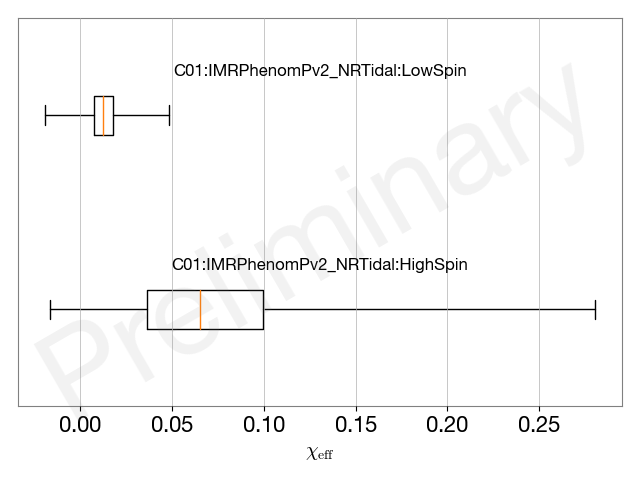 C01:IMRPhenomPv2_NRTidal:LowSpin
Preliminary
C01:IMRPhenomPv2_NRTidal:HighSpin
0.00 0.05 0.10 0.15 0.20 0.25
χeff